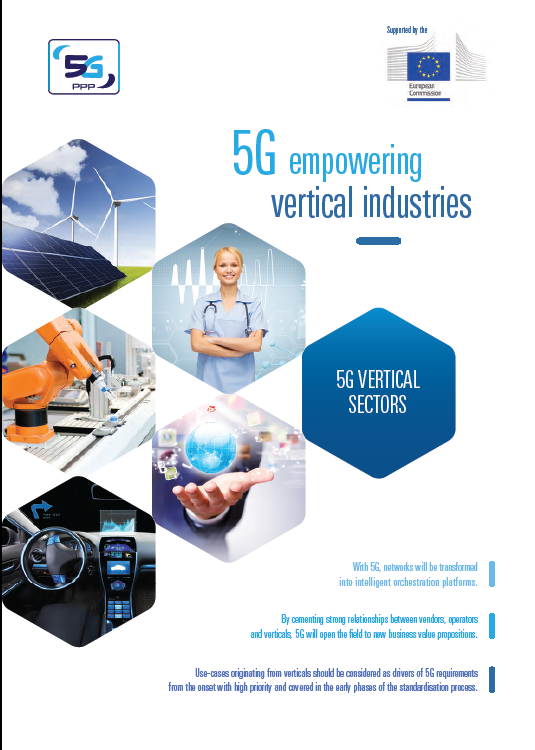 Supported by the
5G
PPP
European
Commission
5G empowering
vertical industries
5G VERTICAL
SECTORS
With 5G, networks will be transformed
into intelligent orchestration platforms.
By cementing strong relationships between vendors, operators
and verticals, 5G will open the field to new business value propositions.
Use-cases originating from verticals should be considered as drivers of 5G requirements
from the onset with high priority and covered in the early phases of the standardisation process.